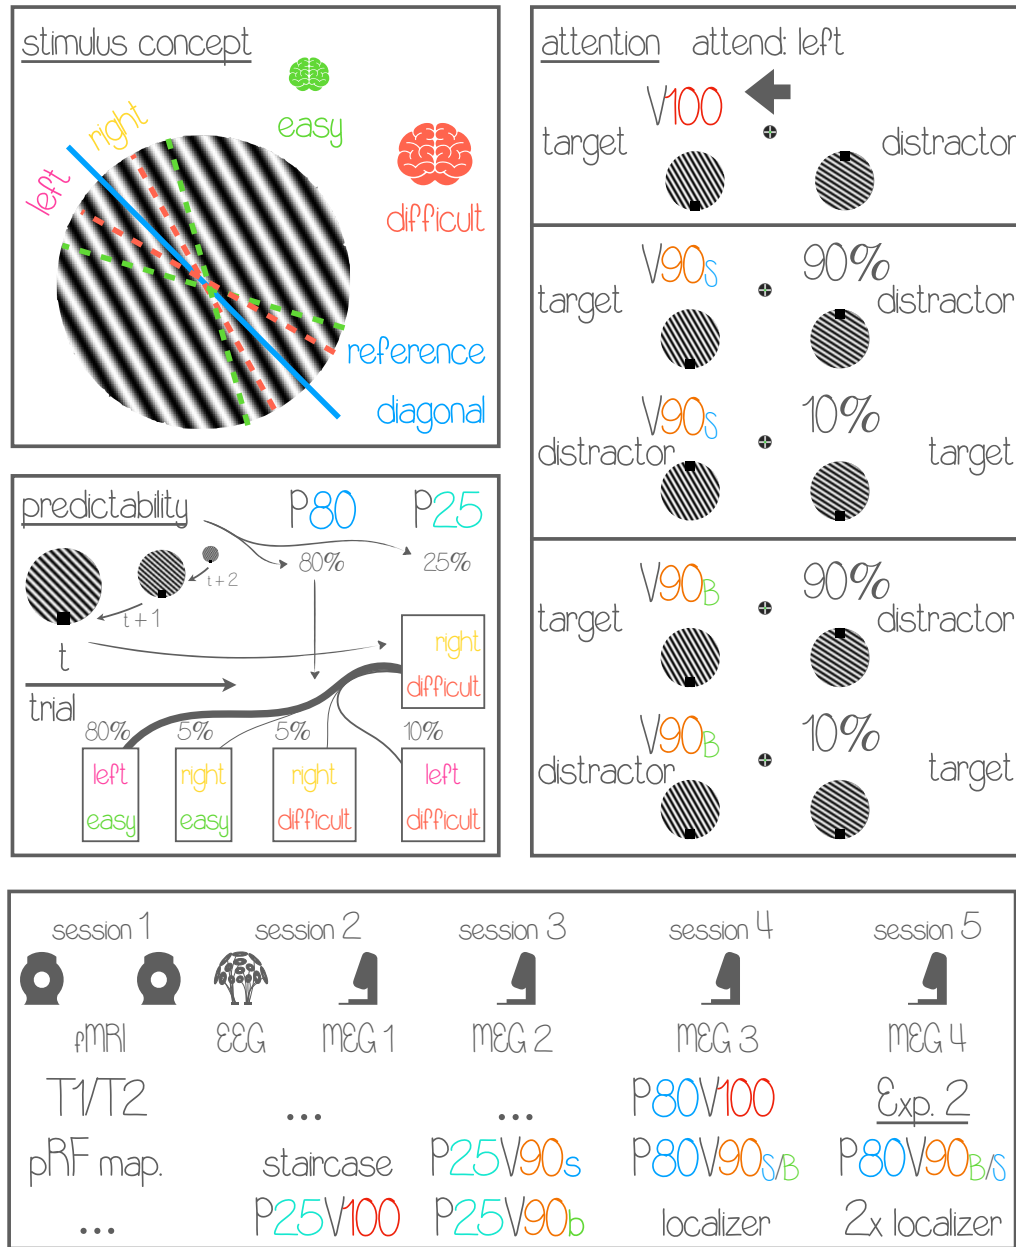 stimulus concept
right
left
easy
difficult
reference
diagonal
attention attend: left
V100
target distractor
V90S 90%
target distractor
V90S 10%
distractor target
V90B 90%
target distractor
V90B 10%
distractor target
predictability P80 P25
80% 25%
t+2
t+1
t
trial
right
difficult
80% 5% 5% 10%
left right right left
easy easy difficult difficult
session 1 session 2 session 3 session 4 session 5
fMRI EEG MEG 1 MEG 2 MEG 3 MEG 4
T1/T2 ... ... P80V100 Exp. 2
pRF map. staircase P25V90s P80V90S/B P80V90B/S
... P25V100 P25V90b localizer 2x localizer